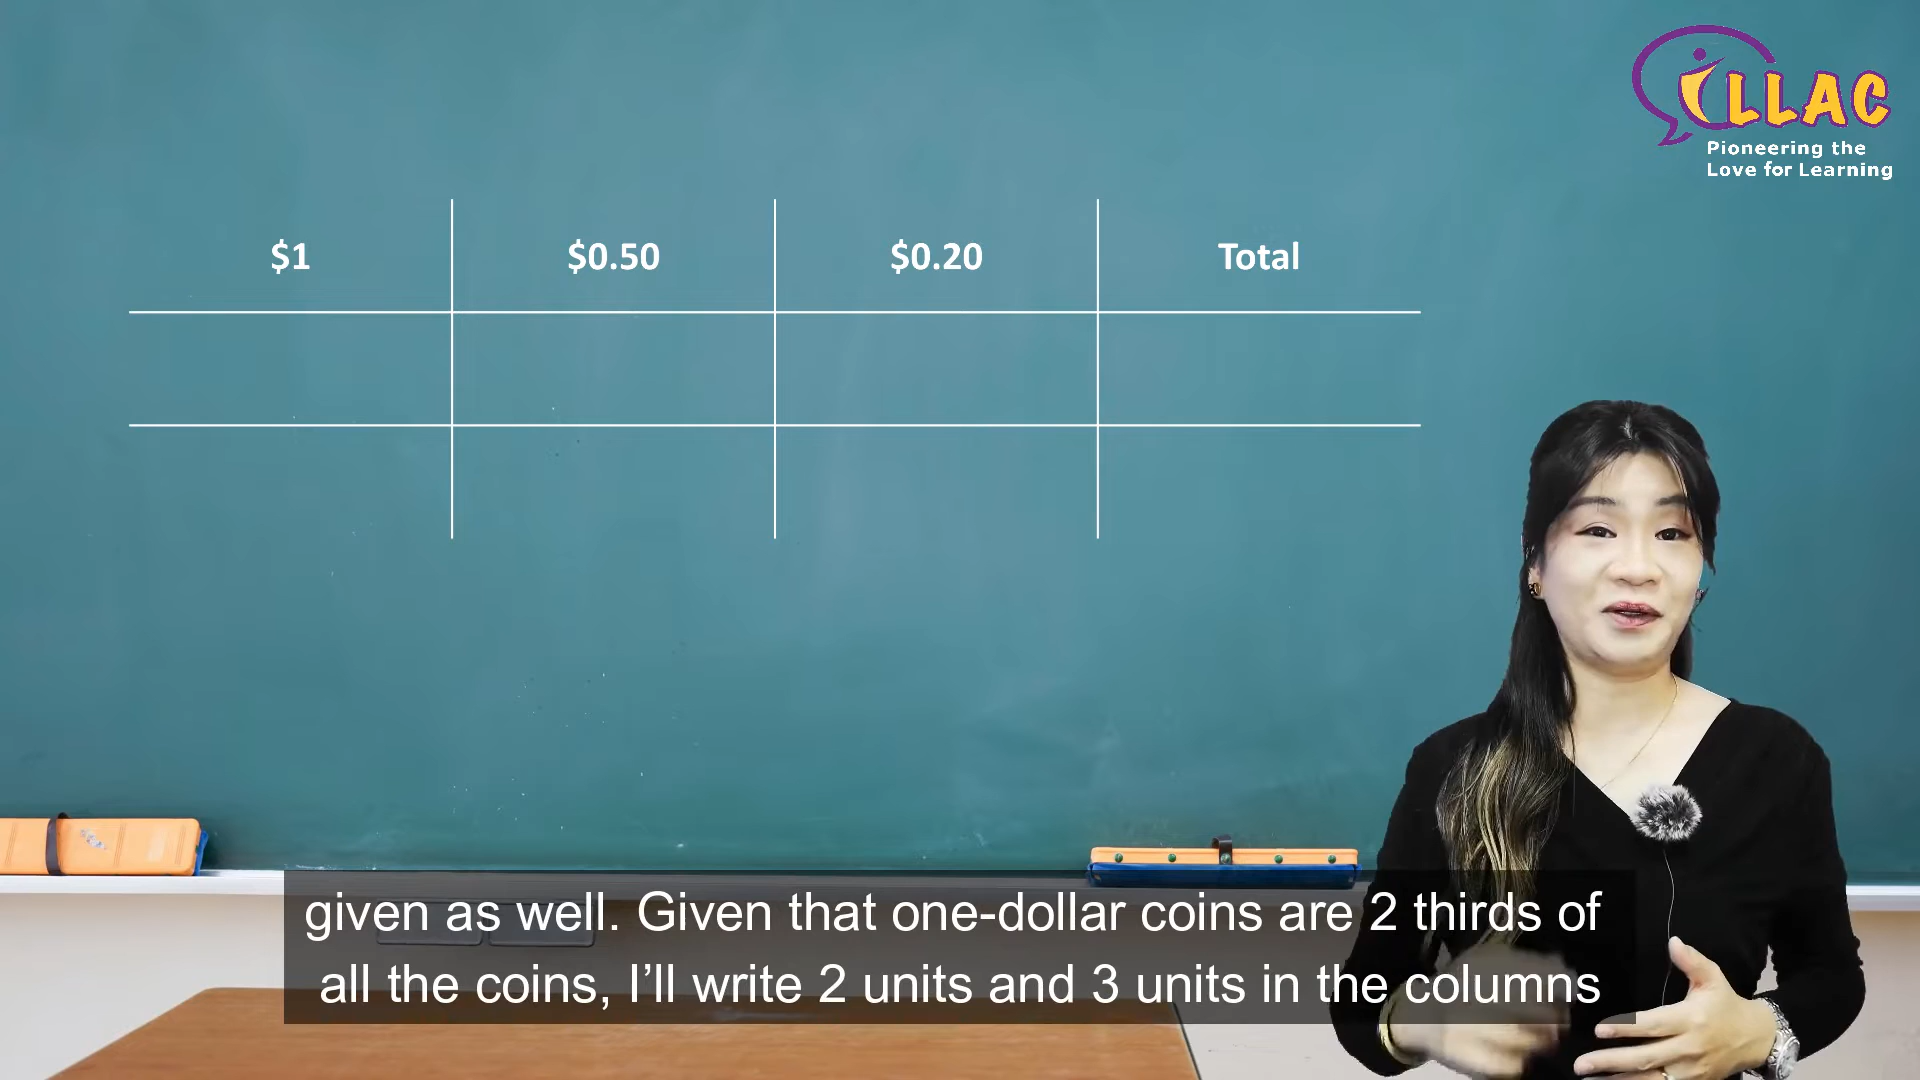 iLLAC
Pioneering the
Love for Learning
$1 $0.50 $0.20 Total
given as well. Given that one-dollar coins are 2 thirds of
all the coins, I’ll write 2 units and 3 units in the columns